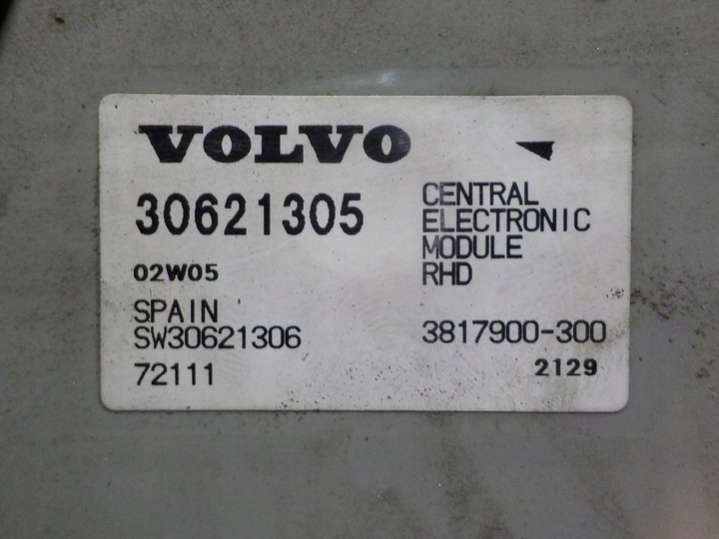 VOLVO
30621305
CENTRAL
ELECTRONIC
MODULE
RHD
02W05
SPAIN
SW30621306
3817900-300
72111
2129